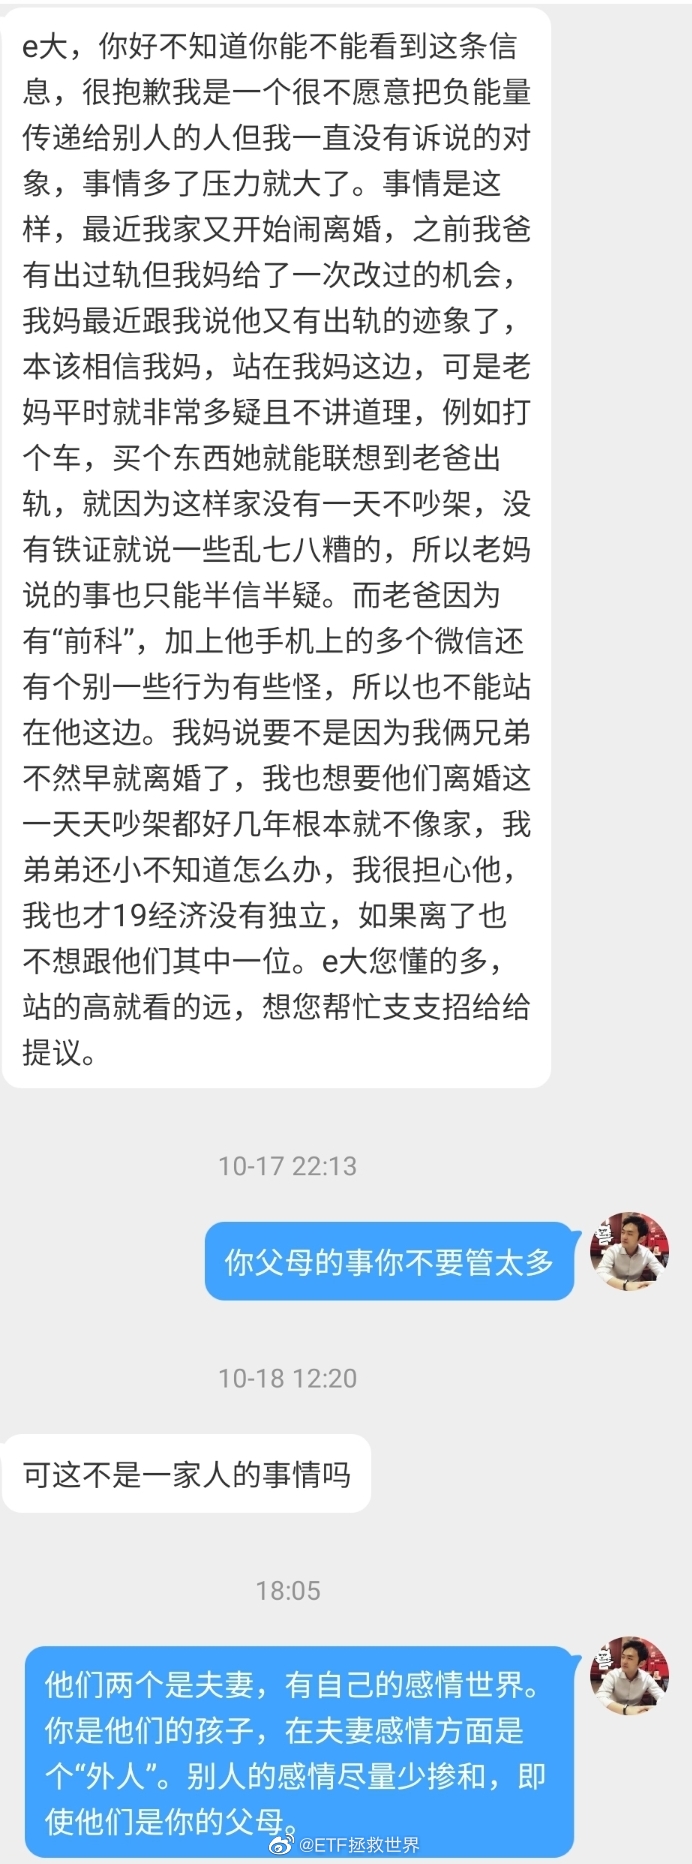 e大，你好不知道你能不能看到这条信
息，很抱歉我是一个很不愿意把负能量
传递给别人的人但我一直没有诉说的对
象，事情多了压力就大了。事情是这
样，最近我家又开始闹离婚，之前我爸
有出过轨但我妈给了一次改过的机会，
我妈最近跟我说他又有出轨的迹象了，
本该相信我妈，站在我妈这边，可是老
妈平时就非常多疑且不讲道理，例如打
个车，买个东西她就能联想到老爸出
轨，就因为这样家没有一天不吵架，没
有铁证就说一些乱七八糟的，所以老妈
说的事也只能半信半疑。而老爸因为
有“前科”，加上他手机上的多个微信还
有个别一些行为有些怪，所以也不能站
在他这边。我妈说要不是因为我俩兄弟
不然早就离婚了，我也想要他们离婚这
一天天吵架都好几年根本就不像家，我
弟弟还小不知道怎么办，我很担心他，
我也才19经济没有独立，如果离了也
不想跟他们其中一位。e大您懂的多，
站的高就看的远，想您帮忙支支招给给
提议。
10-17 22:13
你父母的事你不要管太多
10-18 12:20
可这不是一家人的事情吗
18:05
他们两个是夫妻，有自己的感情世界。
你是他们的孩子，在夫妻感情方面是
个“外人”。别人的感情尽量少掺和，即
使他们是你的父母。
@ETF拯救世界